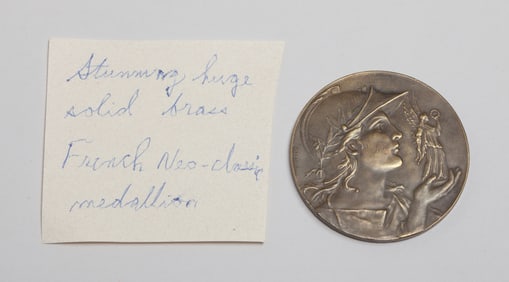 Stunning huge
solid brass
French Neo-classic
medallion